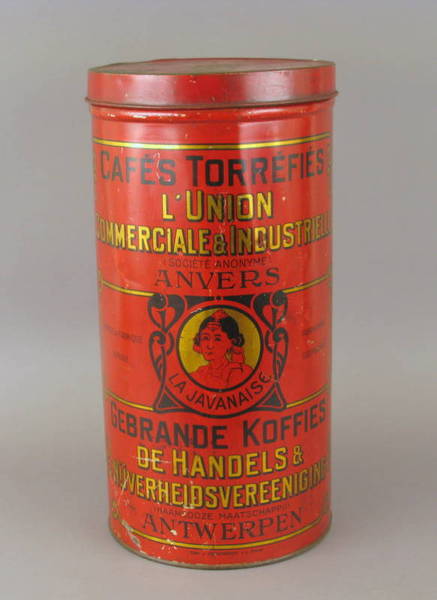 CAFÉS TORRÉFIÉS
L'UNION
COMMERCIALE & INDUSTRIELLE
(SOCIÉTÉ ANONYME)
ANVERS
LA JAVANAISE
GEBRANDE KOFFIES
DE HANDELS &
NIJVERHEIDSVEREENIGING
(NAAMLOOZE MAATSCHAPPIJ)
ANTWERPEN